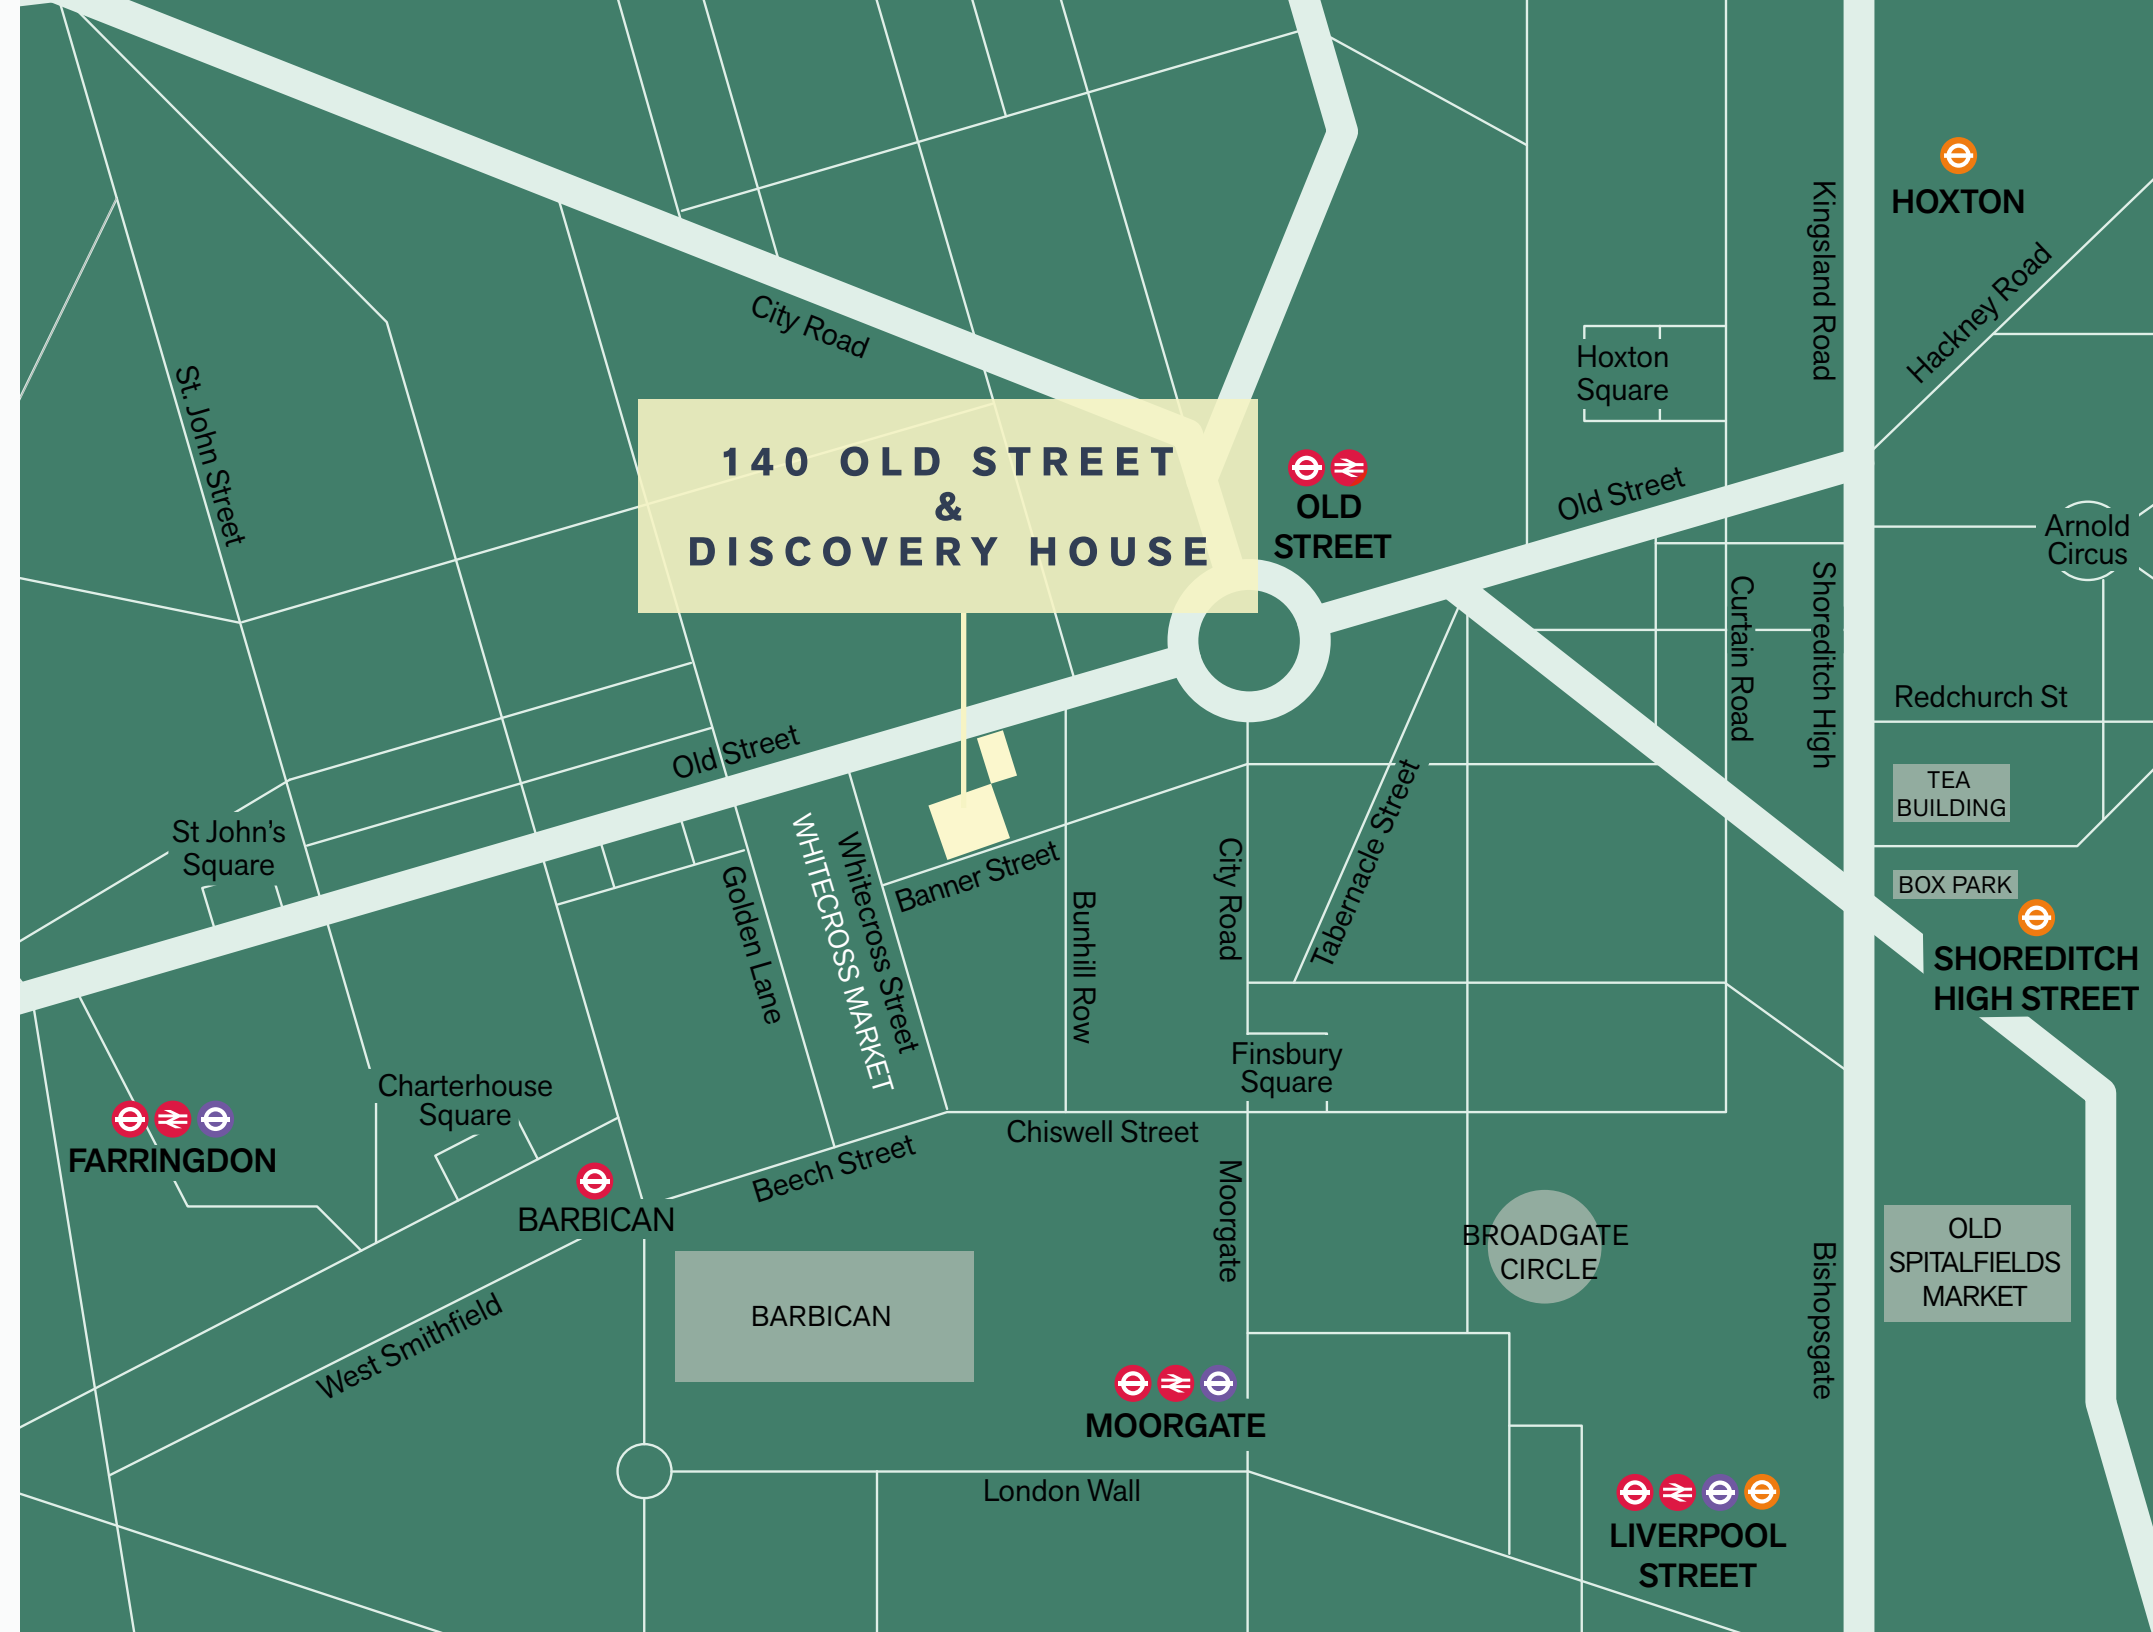 HOXTON
Kingsland Road
Hackney Road
City Road
Hoxton
Square
St. John Street
140 OLD STREET
&
DISCOVERY HOUSE
OLD
STREET
Old Street
Arnold
Circus
Curtain Road
Shoreditch High
Redchurch St
Old Street
TEA
BUILDING
St John's
Square
BOX PARK
SHOREDITCH
HIGH STREET
Golden Lane
WHITECROSS MARKET
Whitecross Street
Banner Street
Bunhill Row
City Road
Tabernacle Street
Finsbury
Square
Charterhouse
Square
FARRINGDON
Chiswell Street
Beech Street
BARBICAN
Moorgate
BROADGATE
CIRCLE
Bishopsgate
OLD
SPITALFIELDS
MARKET
West Smithfield
BARBICAN
MOORGATE
London Wall
LIVERPOOL
STREET